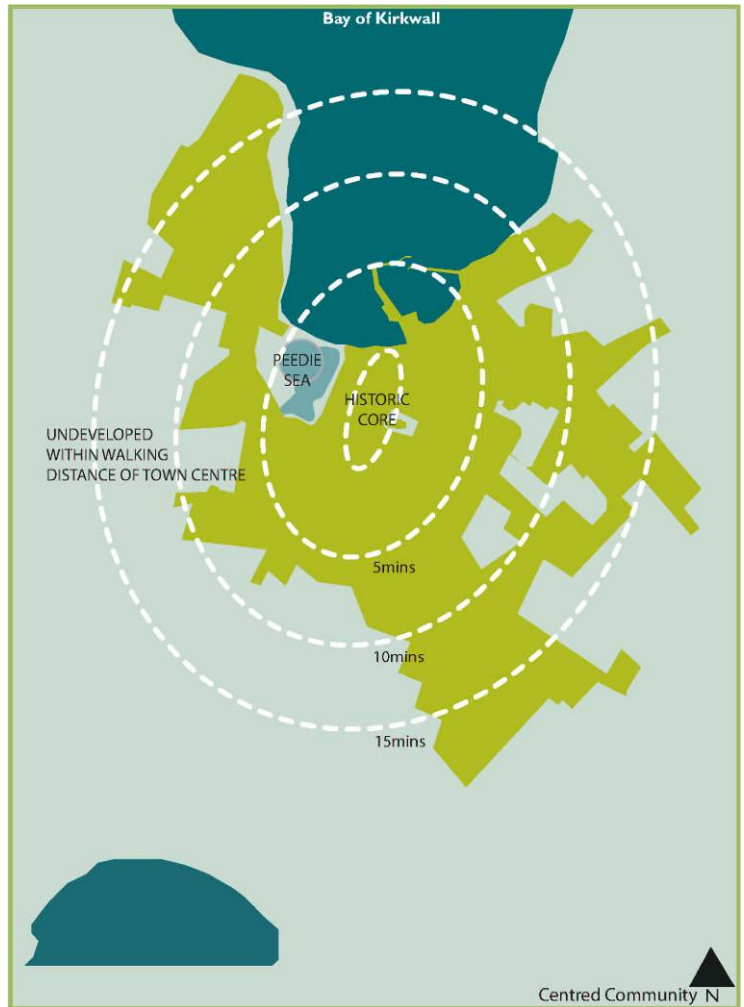 Bay of Kirkwall
PEEDIE
SEA
HISTORIC
CORE
UNDEVELOPED
WITHIN WALKING
DISTANCE OF TOWN CENTRE
5mins
10mins
15mins
Centred Community N